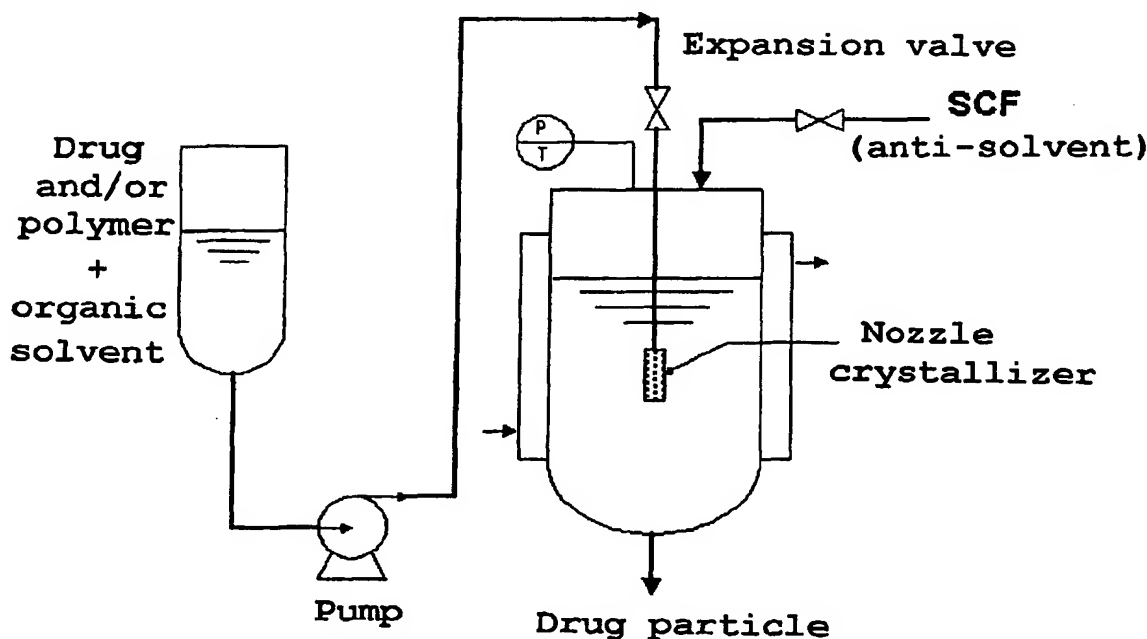 Expansion valve
SCF
(anti-solvent)
P
T
Drug
and/or
polymer
+
organic
solvent
Nozzle
crystallizer
Pump
Drug particle